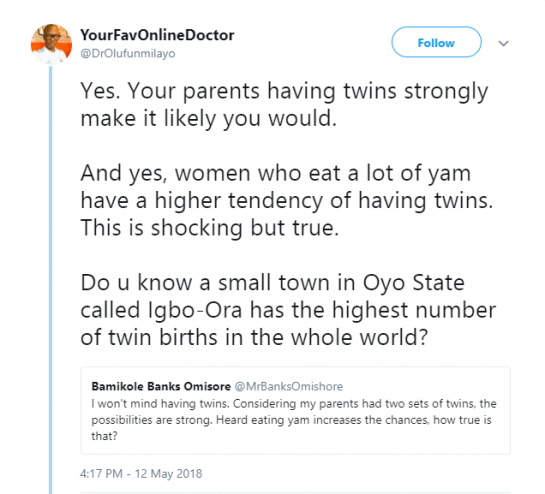 YourFavOnlineDoctor
@DrOlufunmilayo
Follow
Yes. Your parents having twins strongly
make it likely you would.
And yes, women who eat a lot of yam
have a higher tendency of having twins.
This is shocking but true.
Do u know a small town in Oyo State
called Igbo-Ora has the highest number
of twin births in the whole world?
Bamikole Banks Omisore @MrBanksOmishore
I won't mind having twins. Considering my parents had two sets of twins, the
possibilities are strong. Heard eating yam increases the chances, how true is
that?
4:17 PM - 12 May 2018